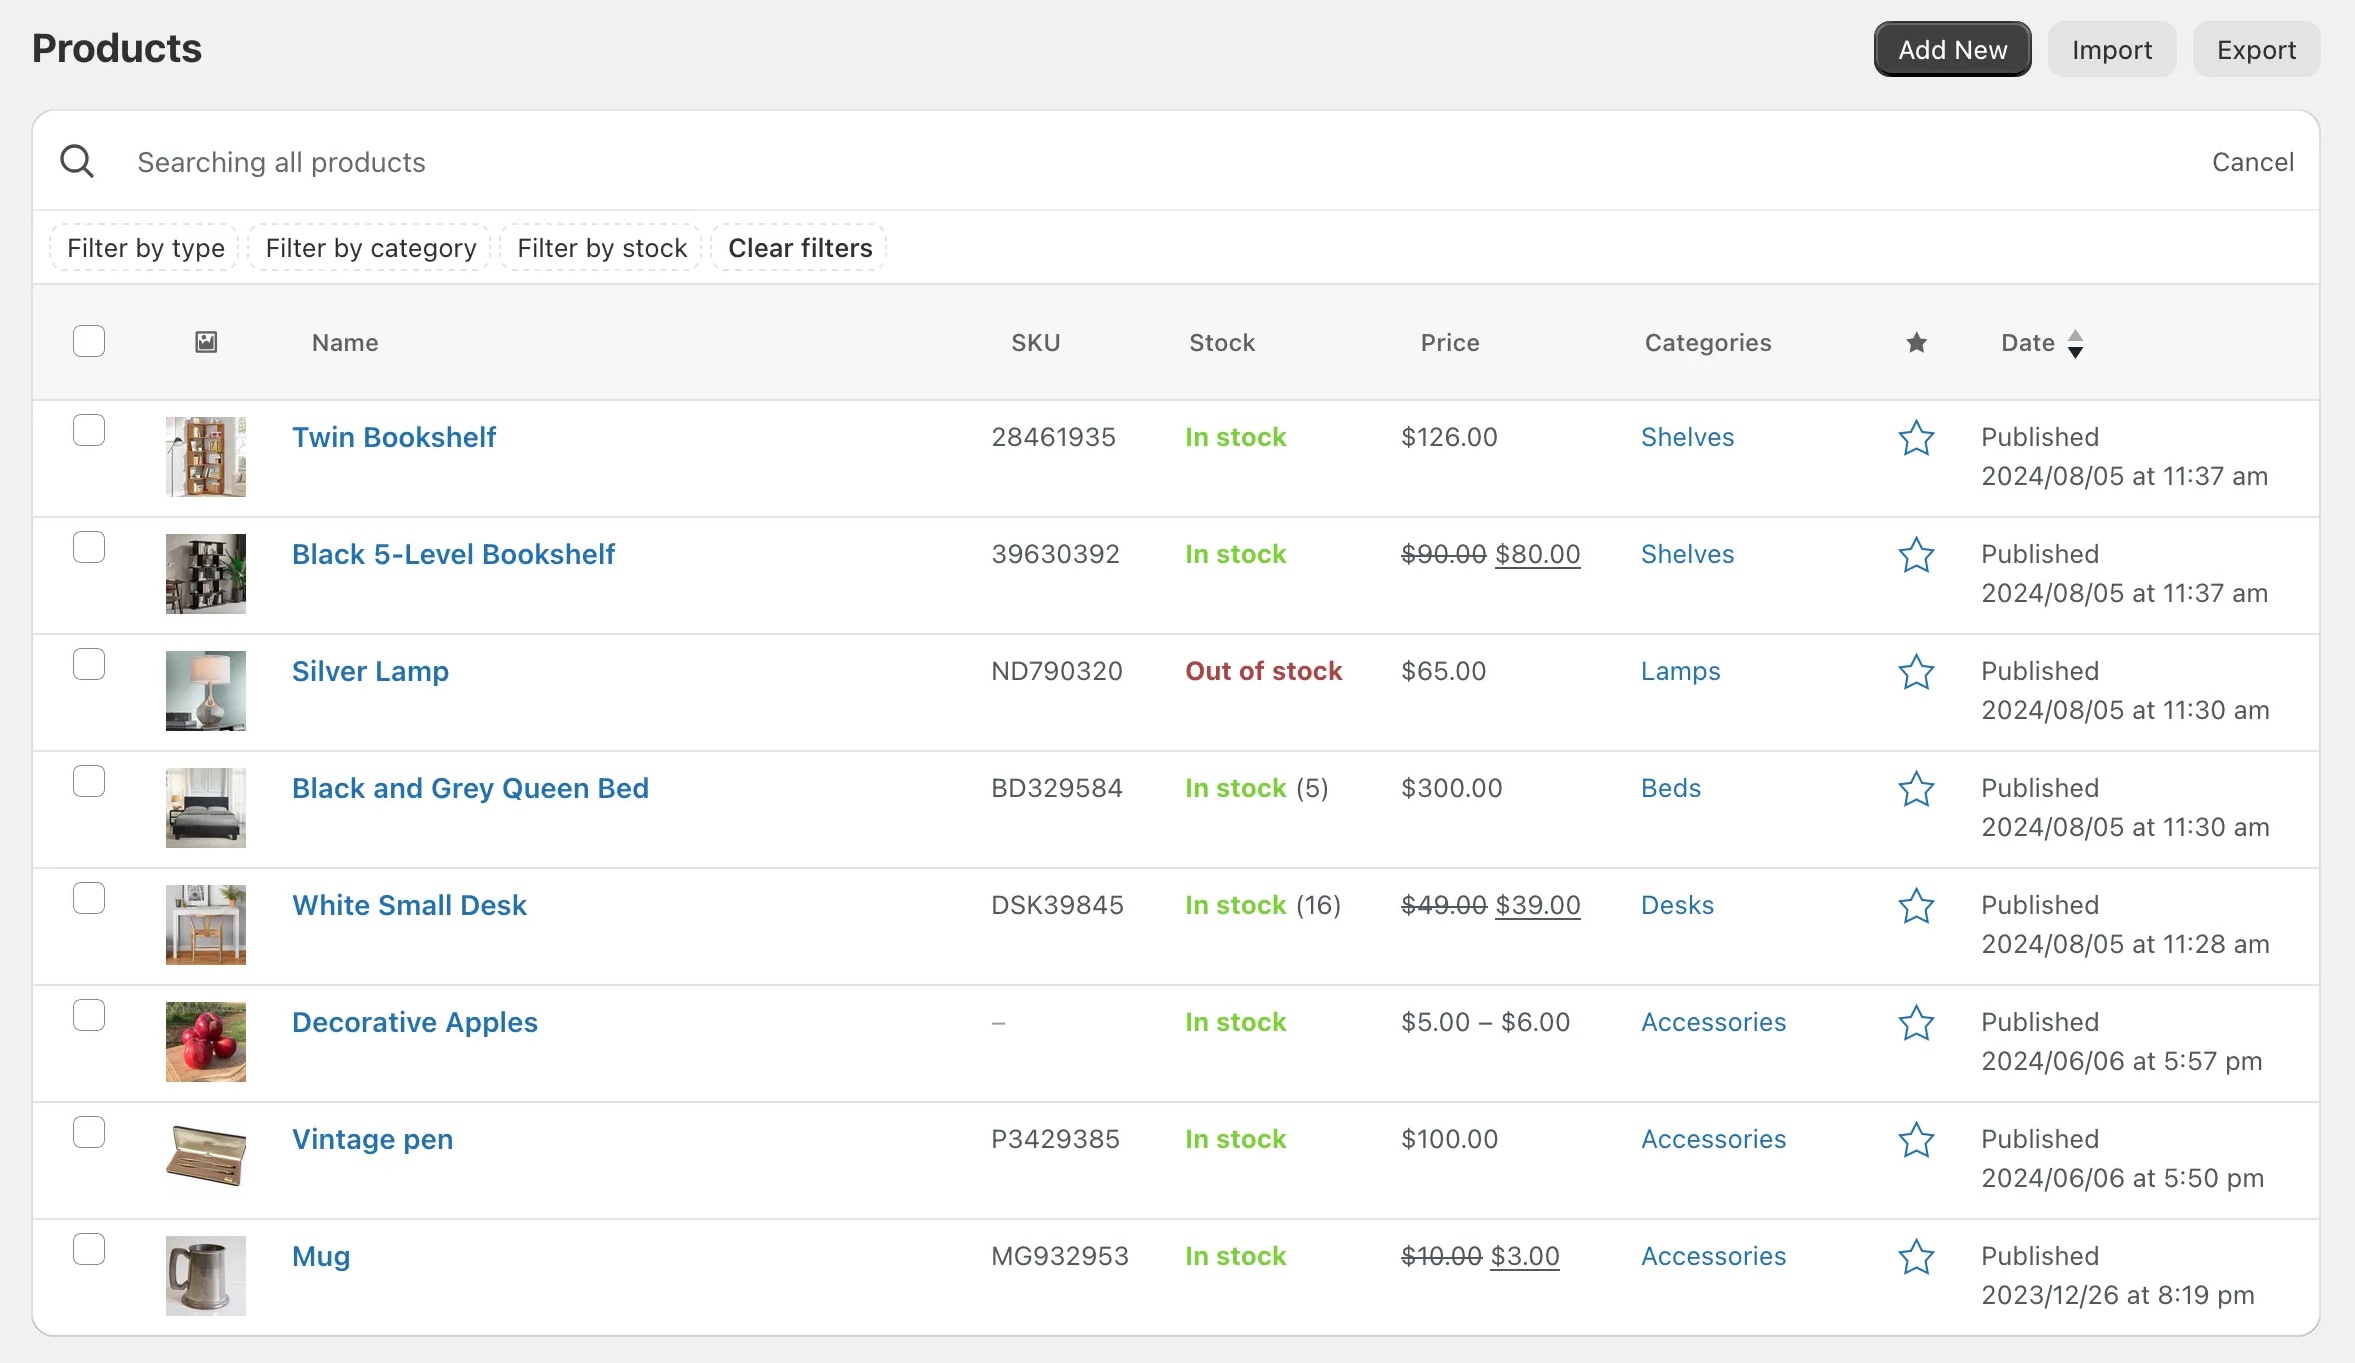 Products
Add New Import Export
Searching all products Cancel
Filter by type Filter by category Filter by stock Clear filters
Name SKU Stock Price Categories Date
Twin Bookshelf 28461935 In stock $126.00 Shelves Published
2024/08/05 at 11:37 am
Black 5-Level Bookshelf 39630392 In stock $90.00 $80.00 Shelves Published
2024/08/05 at 11:37 am
Silver Lamp ND790320 Out of stock $65.00 Lamps Published
2024/08/05 at 11:30 am
Black and Grey Queen Bed BD329584 In stock (5) $300.00 Beds Published
2024/08/05 at 11:30 am
White Small Desk DSK39845 In stock (16) $49.00 $39.00 Desks Published
2024/08/05 at 11:28 am
Decorative Apples – In stock $5.00 – $6.00 Accessories Published
2024/06/06 at 5:57 pm
Vintage pen P3429385 In stock $100.00 Accessories Published
2024/06/06 at 5:50 pm
Mug MG932953 In stock $10.00 $3.00 Accessories Published
2023/12/26 at 8:19 pm